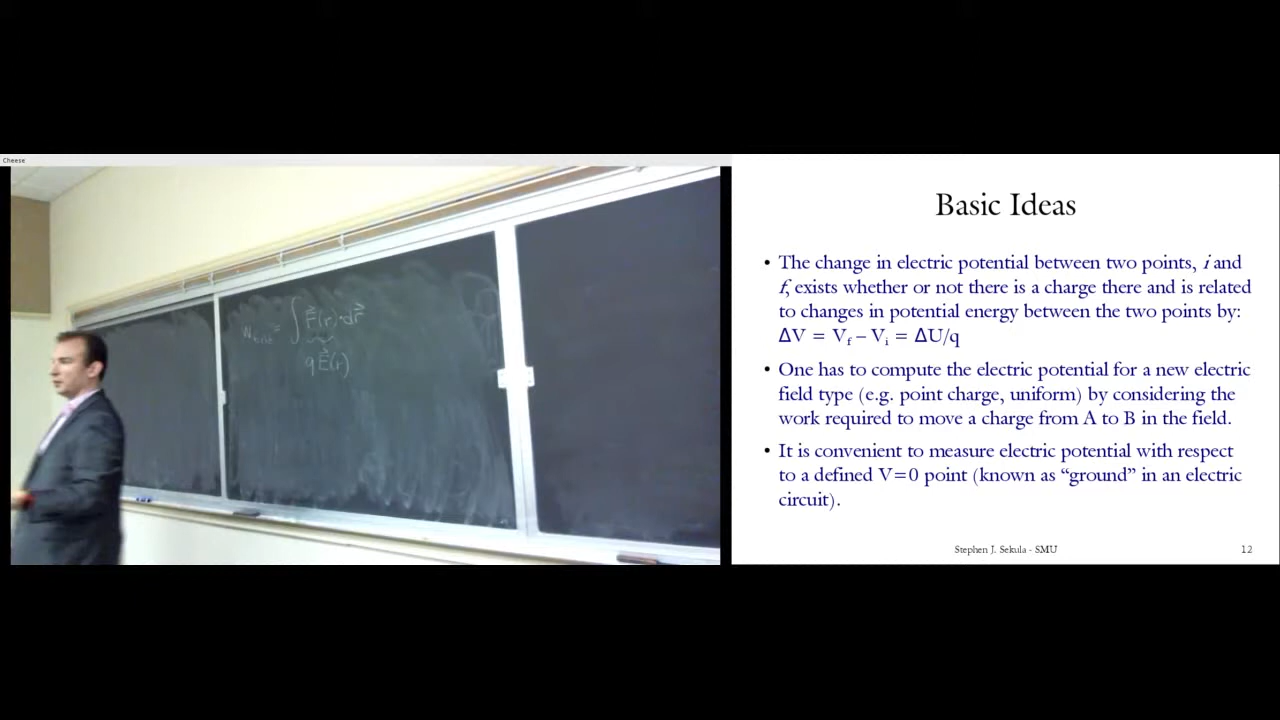 Cheese
∫ F⃗(r)·dr⃗
qE⃗(r)
Basic Ideas
• The change in electric potential between two points, i and
f, exists whether or not there is a charge there and is related
to changes in potential energy between the two points by:
ΔV = Vf – Vi = ΔU/q
• One has to compute the electric potential for a new electric
field type (e.g. point charge, uniform) by considering the
work required to move a charge from A to B in the field.
• It is convenient to measure electric potential with respect
to a defined V=0 point (known as “ground” in an electric
circuit).
Stephen J. Sekula - SMU 12